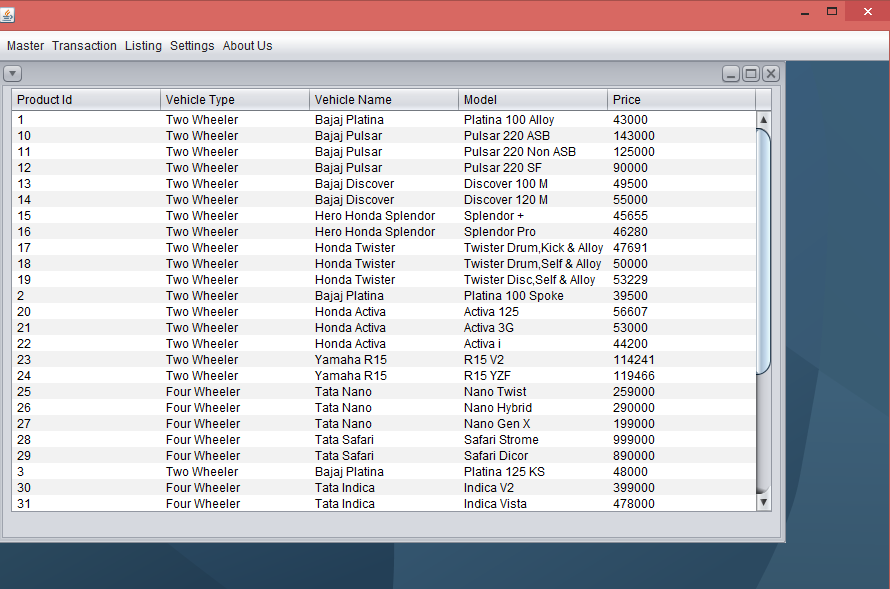 Master Transaction Listing Settings About Us
Product Id Vehicle Type Vehicle Name Model Price
1 Two Wheeler Bajaj Platina Platina 100 Alloy 43000
10 Two Wheeler Bajaj Pulsar Pulsar 220 ASB 143000
11 Two Wheeler Bajaj Pulsar Pulsar 220 Non ASB 125000
12 Two Wheeler Bajaj Pulsar Pulsar 220 SF 90000
13 Two Wheeler Bajaj Discover Discover 100 M 49500
14 Two Wheeler Bajaj Discover Discover 120 M 55000
15 Two Wheeler Hero Honda Splendor Splendor + 45655
16 Two Wheeler Hero Honda Splendor Splendor Pro 46280
17 Two Wheeler Honda Twister Twister Drum,Kick & Alloy 47691
18 Two Wheeler Honda Twister Twister Drum,Self & Alloy 50000
19 Two Wheeler Honda Twister Twister Disc,Self & Alloy 53229
2 Two Wheeler Bajaj Platina Platina 100 Spoke 39500
20 Two Wheeler Honda Activa Activa 125 56607
21 Two Wheeler Honda Activa Activa 3G 53000
22 Two Wheeler Honda Activa Activa i 44200
23 Two Wheeler Yamaha R15 R15 V2 114241
24 Two Wheeler Yamaha R15 R15 YZF 119466
25 Four Wheeler Tata Nano Nano Twist 259000
26 Four Wheeler Tata Nano Nano Hybrid 290000
27 Four Wheeler Tata Nano Nano Gen X 199000
28 Four Wheeler Tata Safari Safari Strome 999000
29 Four Wheeler Tata Safari Safari Dicor 890000
3 Two Wheeler Bajaj Platina Platina 125 KS 48000
30 Four Wheeler Tata Indica Indica V2 399000
31 Four Wheeler Tata Indica Indica Vista 478000